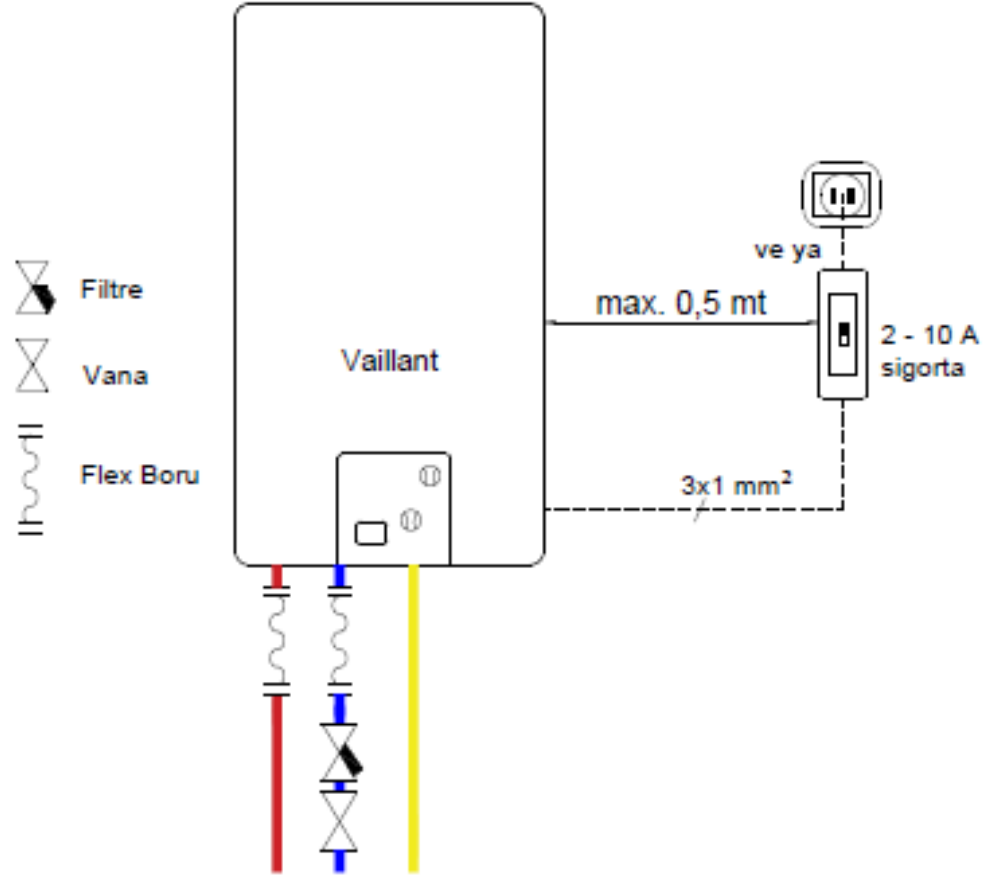 ve ya
Filtre
max. 0,5 mt
2 - 10 A
sigorta
Vaillant
Vana
Flex Boru
3x1 mm²